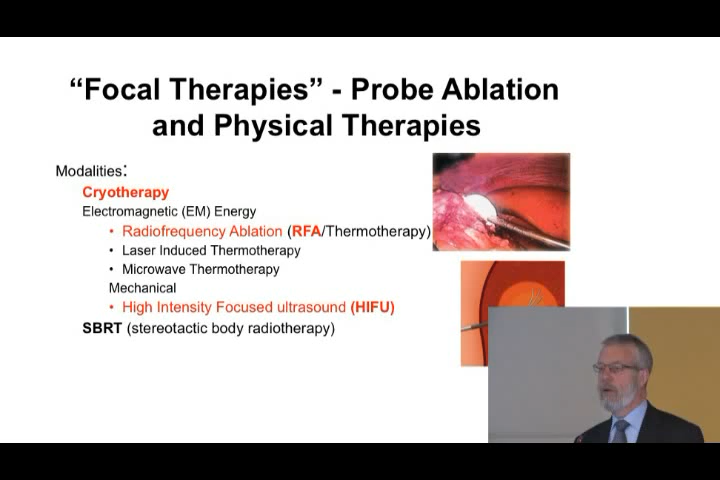 “Focal Therapies” - Probe Ablation
and Physical Therapies
Modalities:
Cryotherapy
Electromagnetic (EM) Energy
• Radiofrequency Ablation (RFA/Thermotherapy)
• Laser Induced Thermotherapy
• Microwave Thermotherapy
Mechanical
• High Intensity Focused ultrasound (HIFU)
SBRT (stereotactic body radiotherapy)